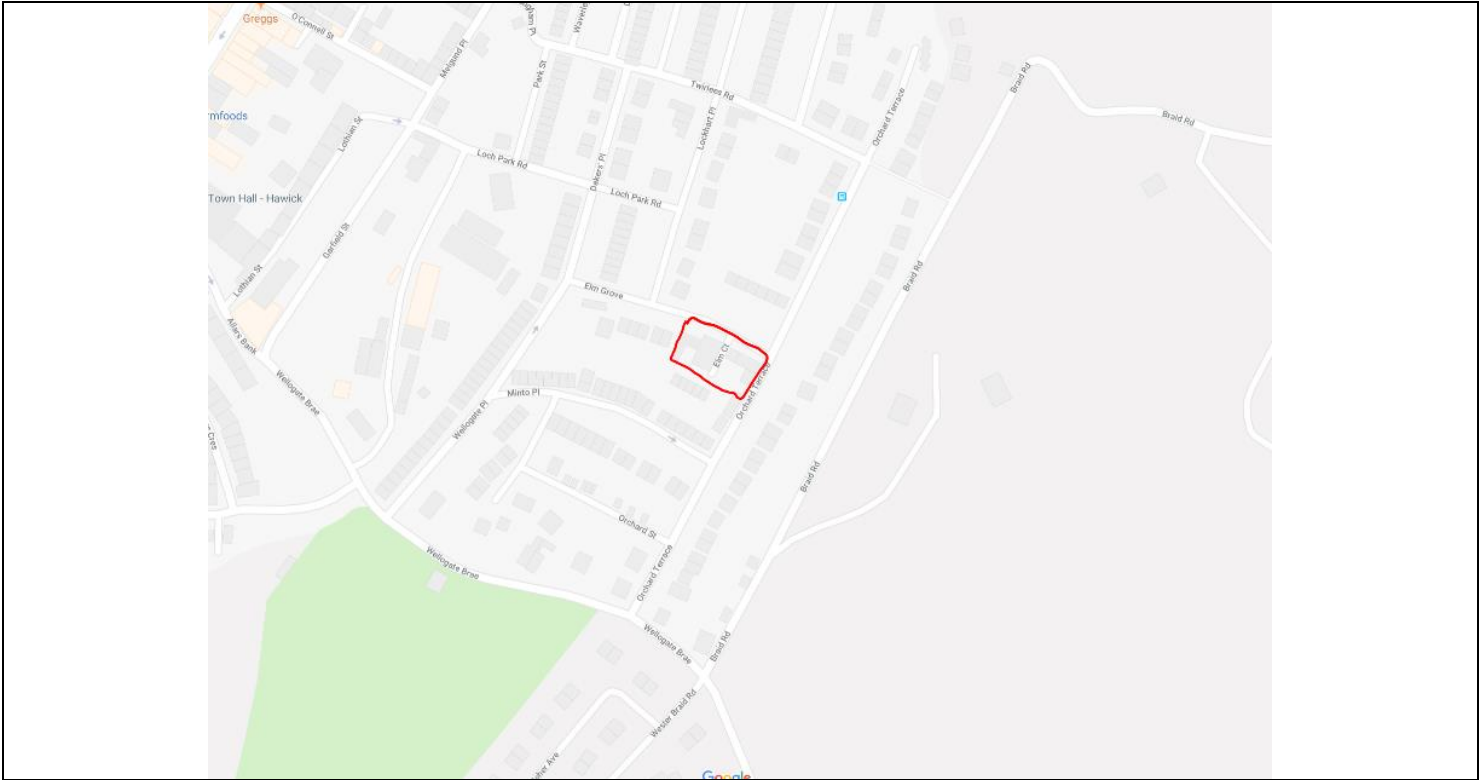 Greggs
O'Connell St
Melgund Pl
Park St
Twirlees Rd
Braid Rd
Braid Rd
Orchard Terrace
Lockhart Pl
mfoods
Lothian St
Loch Park Rd
Dakers Pl
Loch Park Rd
Town Hall - Hawick
Garfield St
Lothian St
Braid Rd
Elm Grove
Allars Bank
Elm Ct
Wellogate Brae
Minto Pl
Orchard Terrace
Wellogate Pl
Braid Rd
Orchard St
Wellogate Brae
Orchard Terrace
Wellogate Brae
Braid Rd
Wester Braid Rd
Google